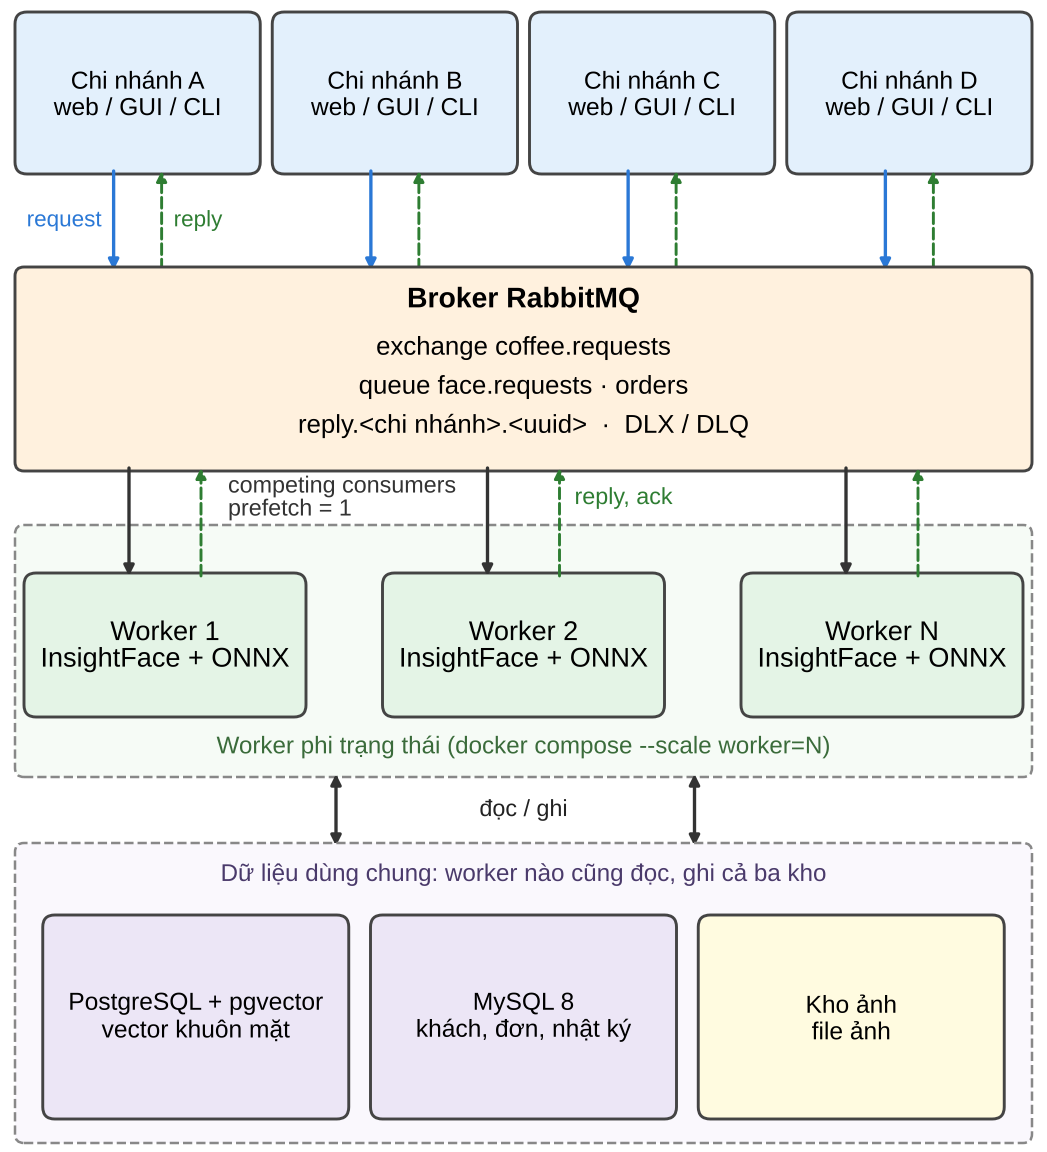 Chi nhánh A
web / GUI / CLI
Chi nhánh B
web / GUI / CLI
Chi nhánh C
web / GUI / CLI
Chi nhánh D
web / GUI / CLI
request
reply
Broker RabbitMQ
exchange coffee.requests
queue face.requests · orders
reply.<chi nhánh>.<uuid> · DLX / DLQ
competing consumers
prefetch = 1
reply, ack
Worker 1
InsightFace + ONNX
Worker 2
InsightFace + ONNX
Worker N
InsightFace + ONNX
Worker phi trạng thái (docker compose --scale worker=N)
đọc / ghi
Dữ liệu dùng chung: worker nào cũng đọc, ghi cả ba kho
PostgreSQL + pgvector
vector khuôn mặt
MySQL 8
khách, đơn, nhật ký
Kho ảnh
file ảnh